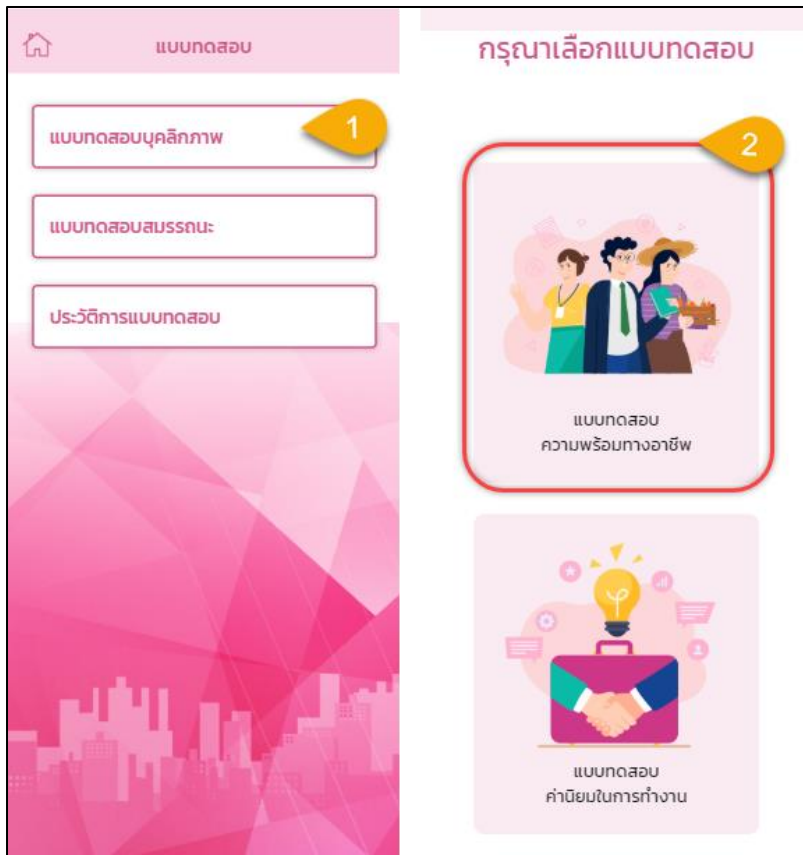 แบบทดสอบ
แบบทดสอบบุคลิกภาพ
1
แบบทดสอบสมรรถนะ
ประวัติการแบบทดสอบ
กรุณาเลือกแบบทดสอบ
2
แบบทดสอบ
ความพร้อมทางอาชีพ
แบบทดสอบ
ค่านิยมในการทำงาน